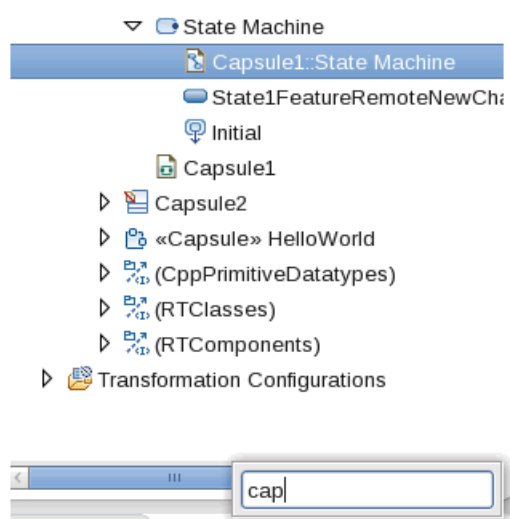 State Machine
Capsule1::State Machine
State1FeatureRemoteNewCha
Initial
Capsule1
Capsule2
«Capsule» HelloWorld
(CppPrimitiveDatatypes)
(RTClasses)
(RTComponents)
Transformation Configurations
cap